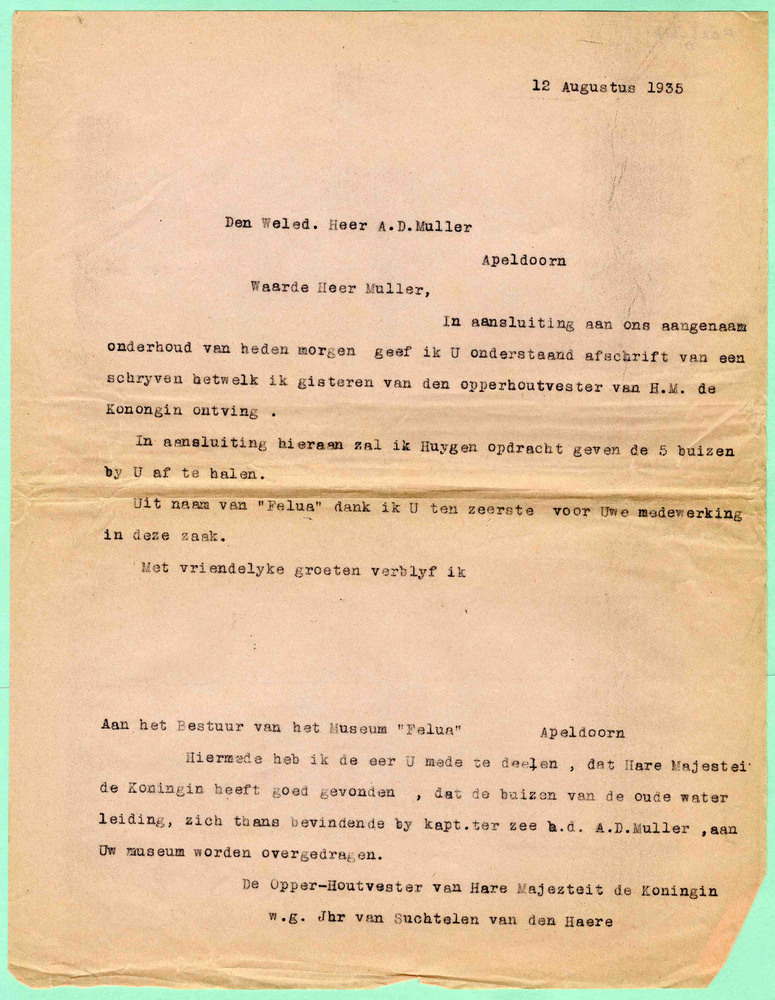 12 Augustus 1935
Den Weled. Heer A.D.Muller
Apeldoorn
Waarde Heer Muller,
In aansluiting aan ons aangenaam
onderhoud van heden morgen geef ik U onderstaand afschrift van een
schryven hetwelk ik gisteren van den opperhoutvester van H.M. de
Konongin ontving .
In aansluiting hieraan zal ik Huygen opdracht geven de 5 buizen
by U af te halen.
Uit naam van "Felua" dank ik U ten zeerste voor Uwe medewerking
in deze zaak.
Met vriendelyke groeten verblyf ik
Aan het Bestuur van het Museum "Felua" Apeldoorn
Hiermede heb ik de eer U mede te deelen , dat Hare Majestei
de Koningin heeft goed gevonden , dat de buizen van de oude water
leiding, zich thans bevindende by kapt.ter zee b.d. A.D.Muller ,aan
Uw museum worden overgedragen.
De Opper-Houtvester van Hare Majezteit de Koningin
w.g. Jhr van Suchtelen van den Haere